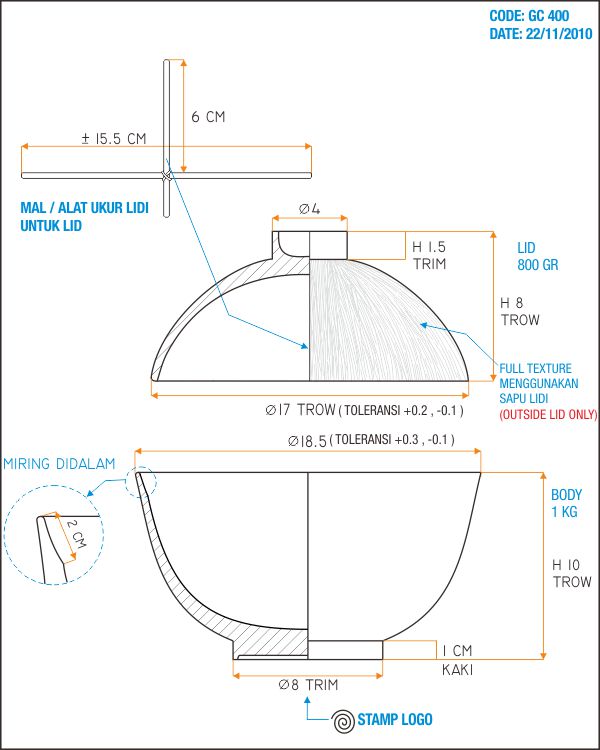 CODE: GC 400
DATE: 22/11/2010
6 CM
± 15.5 CM
MAL / ALAT UKUR LIDI
UNTUK LID
Ø4
H 1.5
TRIM
LID
800 GR
H 8
TROW
FULL TEXTURE
MENGGUNAKAN
SAPU LIDI
(OUTSIDE LID ONLY)
Ø17 TROW (TOLERANSI +0.2 , -0.1)
Ø18.5 (TOLERANSI +0.3 , -0.1)
MIRING DIDALAM
2 CM
BODY
1 KG
H 10
TROW
1 CM
KAKI
Ø8 TRIM
STAMP LOGO